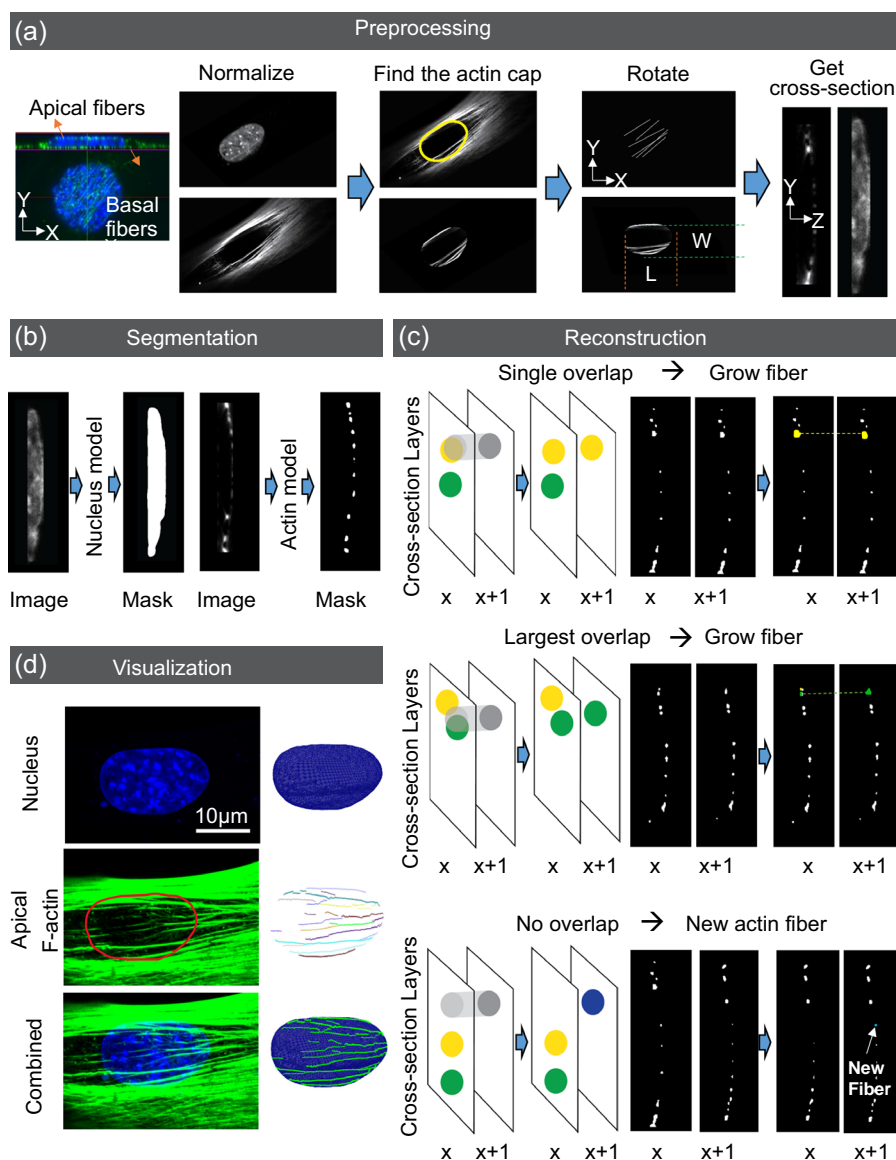 (a) Preprocessing
Apical fibers
Y
X
Basal
fibers
Normalize
Find the actin cap
Rotate
Y
X
W
L
Get
cross-section
Y
Z
(b) Segmentation
Nucleus model
Actin model
Image
Mask
Image
Mask
(c) Reconstruction
Single overlap → Grow fiber
Cross-section Layers
x x+1 x x+1 x x+1 x x+1
Largest overlap → Grow fiber
Cross-section Layers
x x+1 x x+1 x x+1 x x+1
No overlap → New actin fiber
Cross-section Layers
New
Fiber
x x+1 x x+1 x x+1 x x+1
(d) Visualization
Nucleus
10µm
Apical
F-actin
Combined